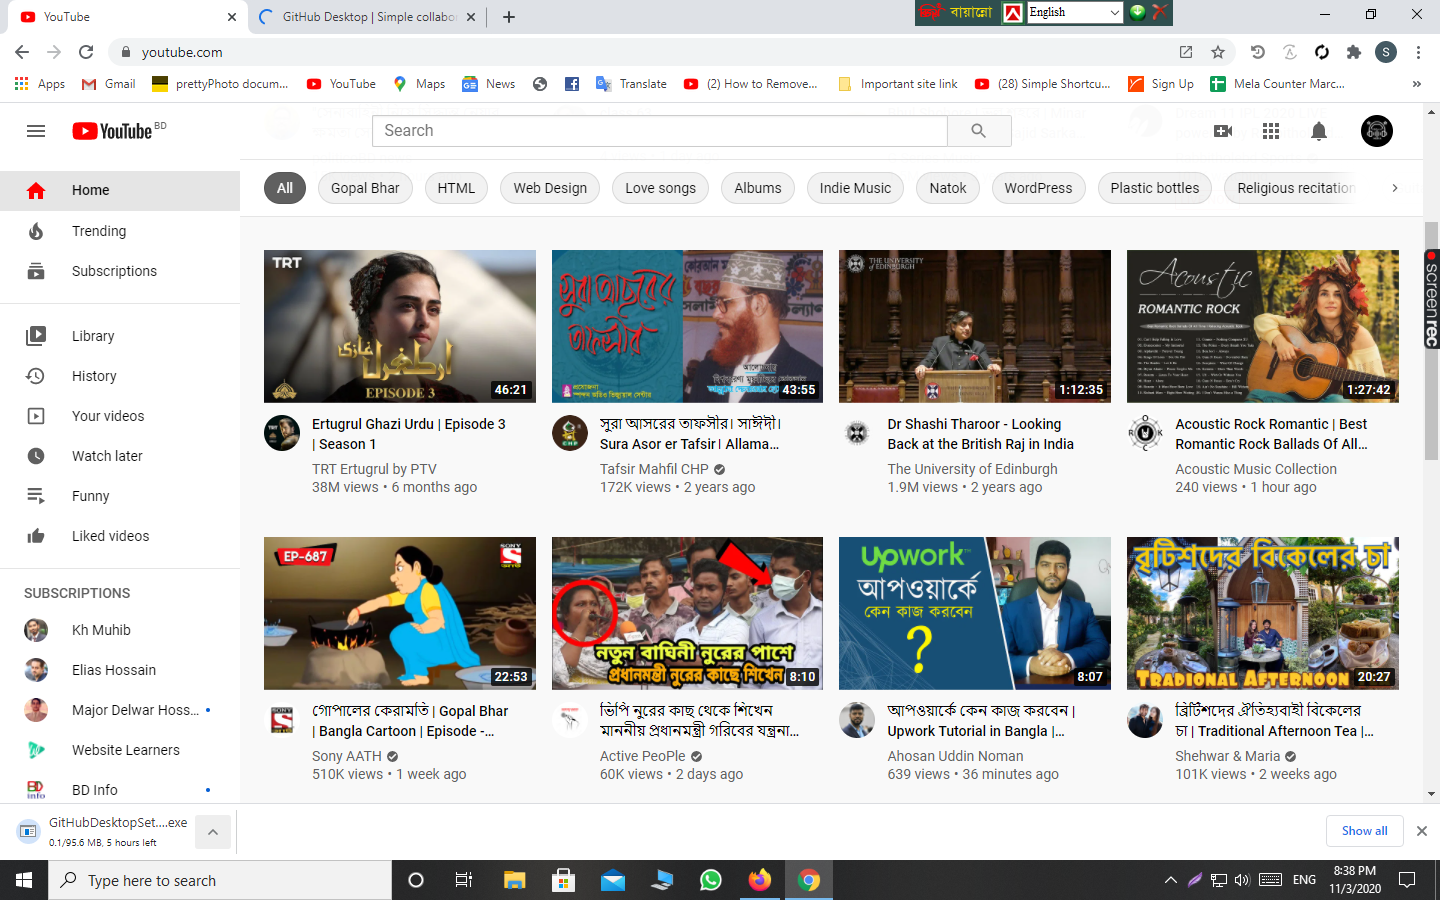 YouTube
GitHub Desktop | Simple collabor
বায়ান্নো
English
youtube.com
S
Apps
Gmail
prettyPhoto docum...
YouTube
Maps
News
Translate
(2) How to Remove...
Important site link
(28) Simple Shortcu...
Sign Up
Mela Counter Marc...
»
YouTube BD
Search
Home
Trending
Subscriptions
Library
History
Your videos
Watch later
Funny
Liked videos
SUBSCRIPTIONS
Kh Muhib
Elias Hossain
Major Delwar Hoss...
Website Learners
BD Info
All
Gopal Bhar
HTML
Web Design
Love songs
Albums
Indie Music
Natok
WordPress
Plastic bottles
Religious recitation
TRT
EPISODE 3
46:21
Ertugrul Ghazi Urdu | Episode 3
| Season 1
TRT Ertugrul by PTV
38M views • 6 months ago
সুরা আছরের
তাফসীর
43:55
সুরা আসরের তাফসীর। সাঈদী।
Sura Asor er Tafsir। Allama...
Tafsir Mahfil CHP
172K views • 2 years ago
THE UNIVERSITY
of EDINBURGH
1:12:35
Dr Shashi Tharoor - Looking
Back at the British Raj in India
The University of Edinburgh
1.9M views • 2 years ago
Acoustic
ROMANTIC ROCK
1:27:42
Acoustic Rock Romantic | Best
Romantic Rock Ballads Of All...
Acoustic Music Collection
240 views • 1 hour ago
EP-687
SONY
22:53
গোপালের কেরামতি | Gopal Bhar
| Bangla Cartoon | Episode -...
Sony AATH
510K views • 1 week ago
নতুন বাঘিনী নুরের পাশে
প্রধানমন্ত্রী নুরের কাছে শিখেন
8:10
ভিপি নুরের কাছ থেকে শিখেন
মাননীয় প্রধানমন্ত্রী গরিবের যন্ত্রনা...
Active PeoPle
60K views • 2 days ago
upwork
আপওয়ার্কে
কেন কাজ করবেন
?
8:07
আপওয়ার্কে কেন কাজ করবেন |
Upwork Tutorial in Bangla |...
Ahosan Uddin Noman
639 views • 36 minutes ago
ব্রটিশদের বিকেলের চা
TRADIONAL AFTERNOON
20:27
ব্রিটিশদের ঐতিহ্যবাহী বিকেলের
চা | Traditional Afternoon Tea |...
Shehwar & Maria
101K views • 2 weeks ago
screenrec
GitHubDesktopSet....exe
0.1/95.6 MB, 5 hours left
Show all
Type here to search
ENG
8:38 PM
11/3/2020